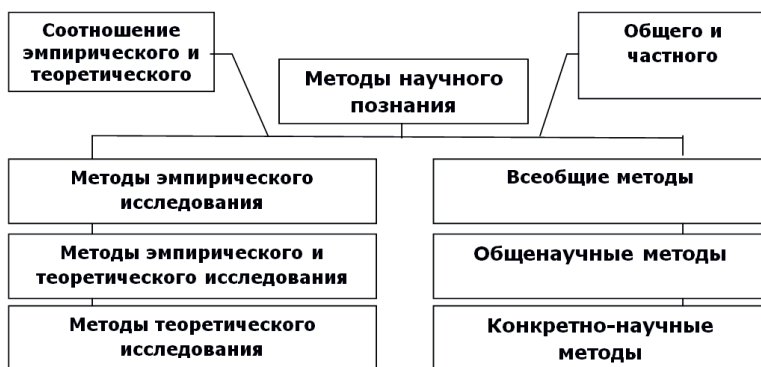 Соотношение
эмпирического и
теоретического
Общего и
частного
Методы научного
познания
Методы эмпирического
исследования
Всеобщие методы
Методы эмпирического и
теоретического исследования
Общенаучные методы
Методы теоретического
исследования
Конкретно-научные
методы